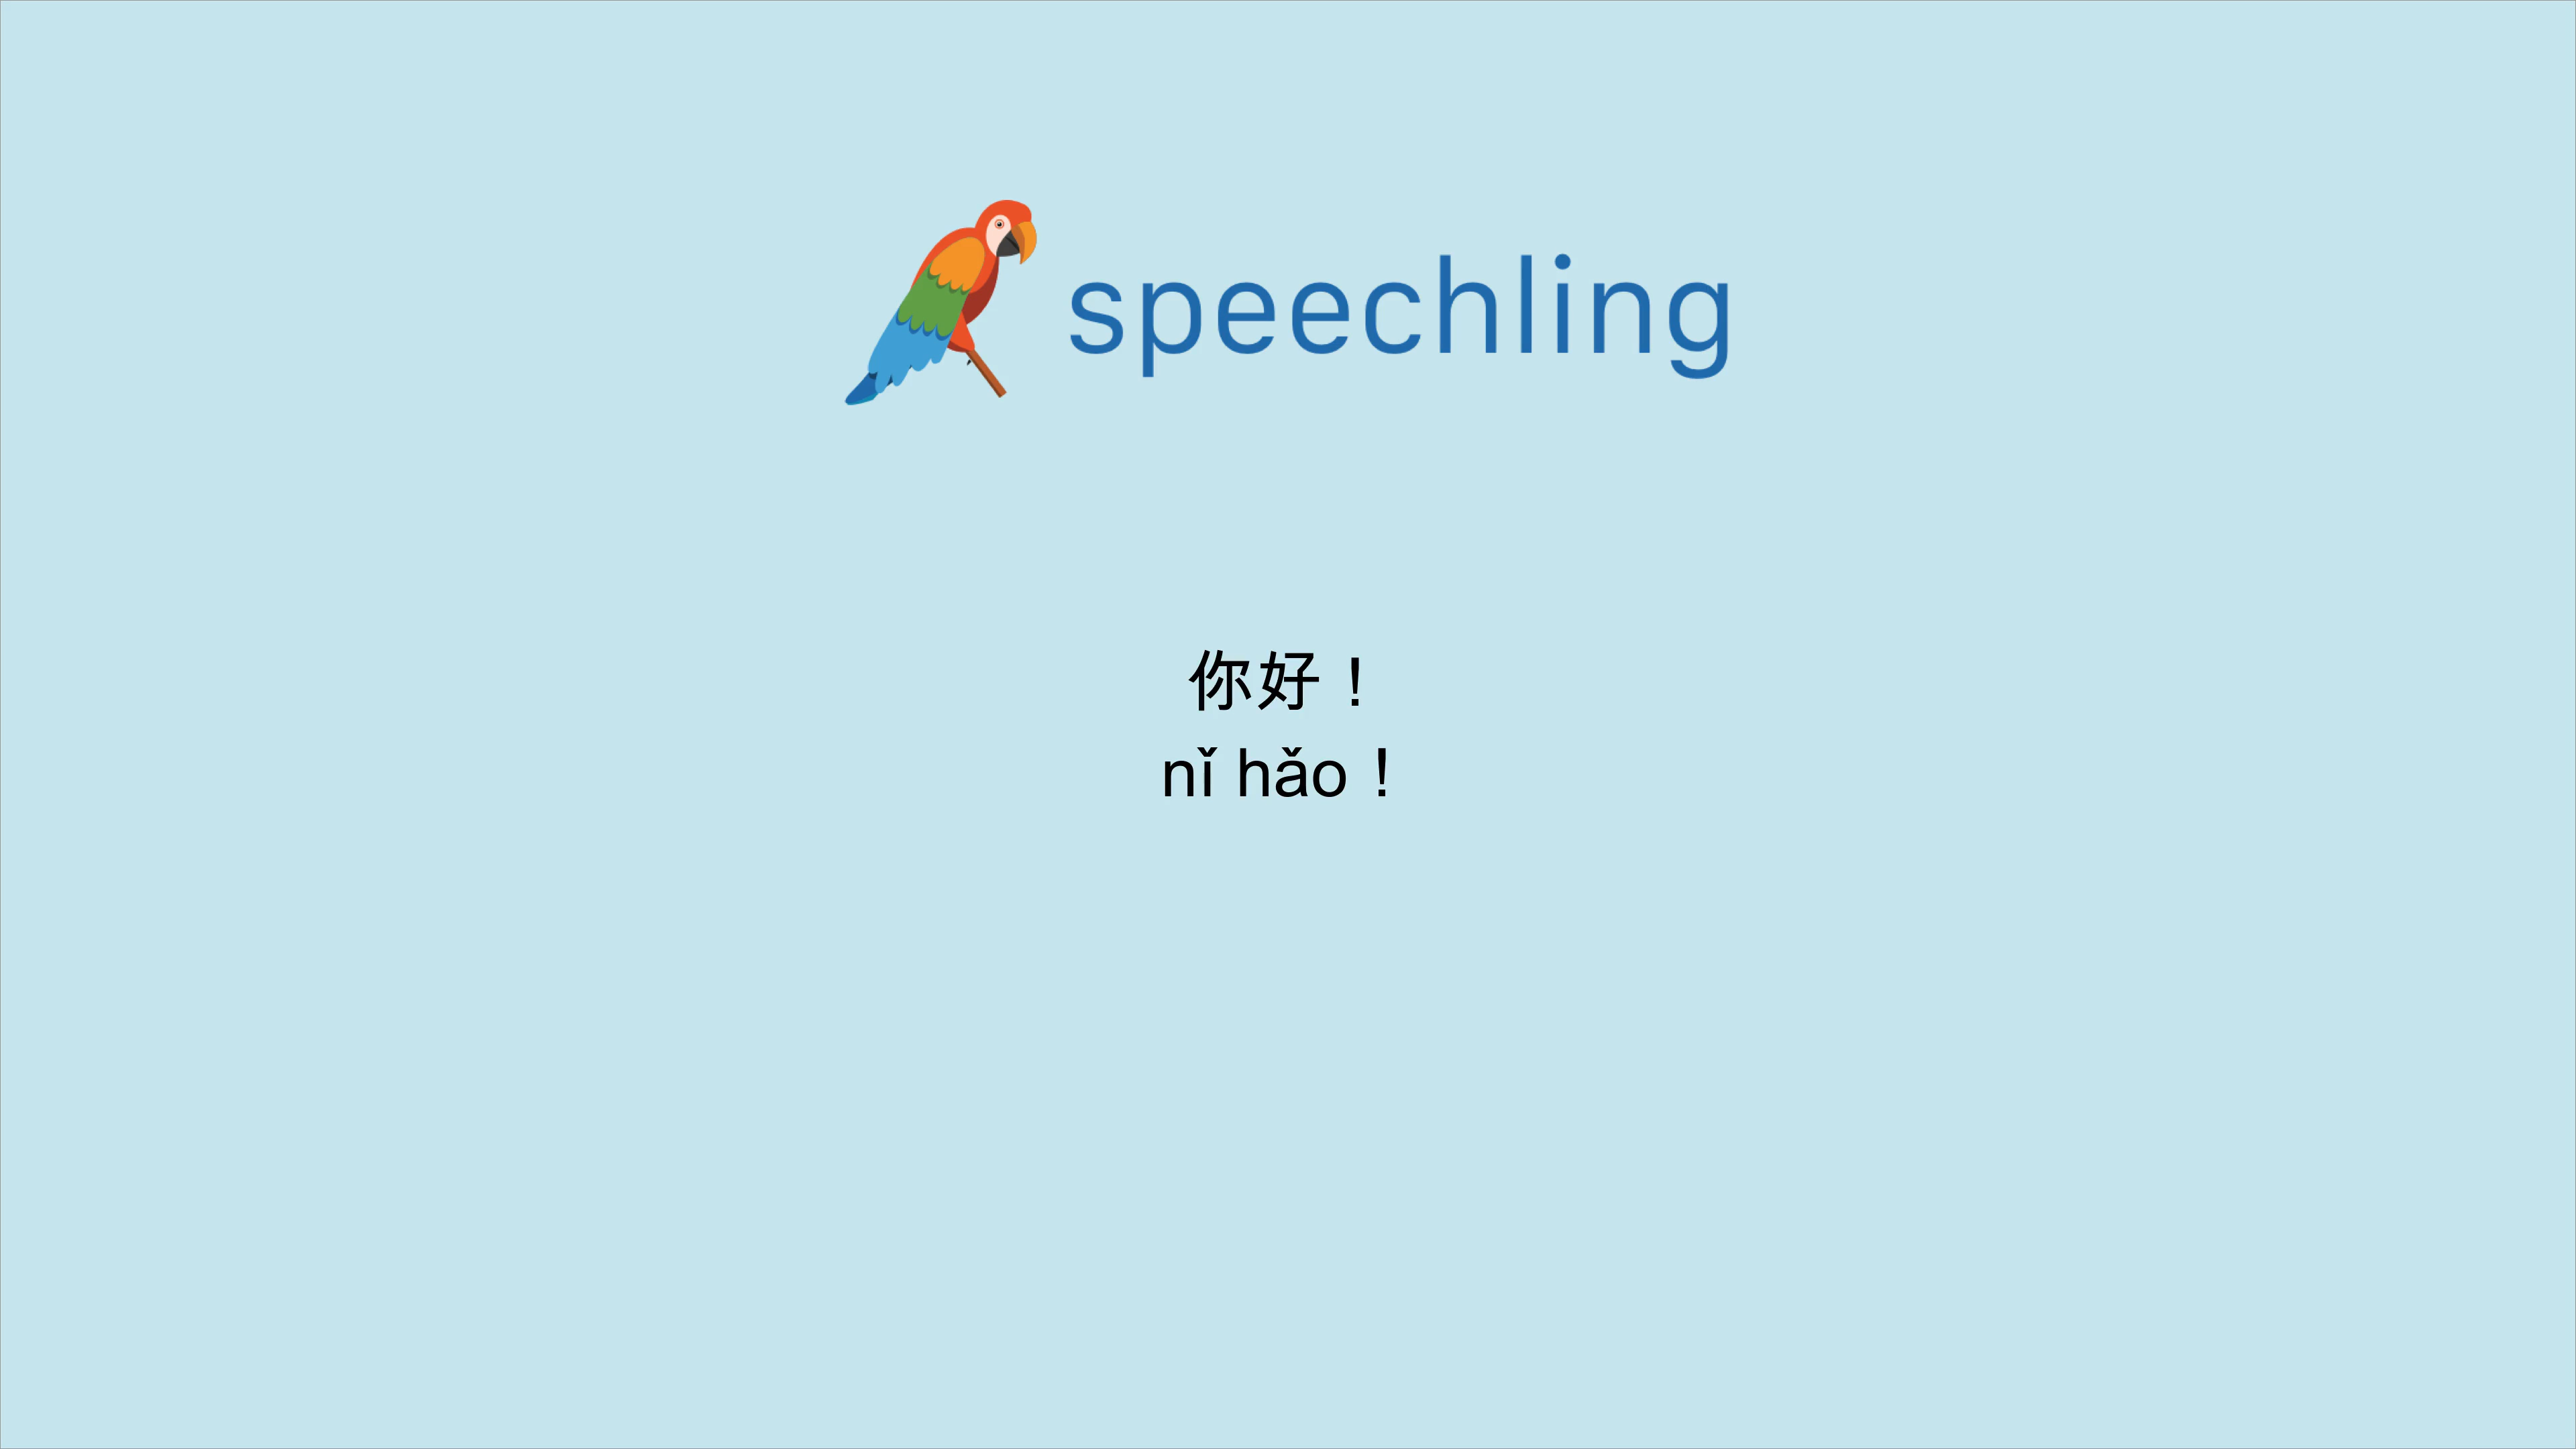 speechling
你好！
nǐ hǎo！